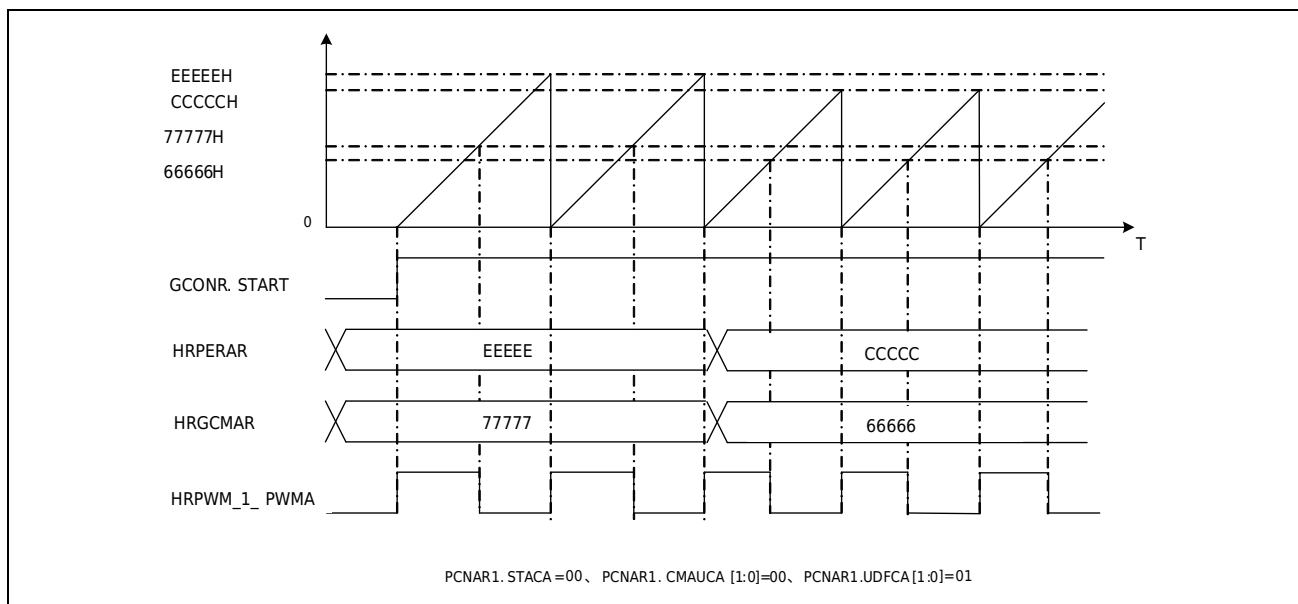 EEEEEH
CCCCCH
77777H
66666H
0
T
GCONR. START
HRPERAR
EEEEE
CCCCC
HRGCMAR
77777
66666
HRPWM_1_ PWMA
PCNAR1. STACA =00、 PCNAR1. CMAUCA [1:0]=00、 PCNAR1.UDFCA [1:0]=01